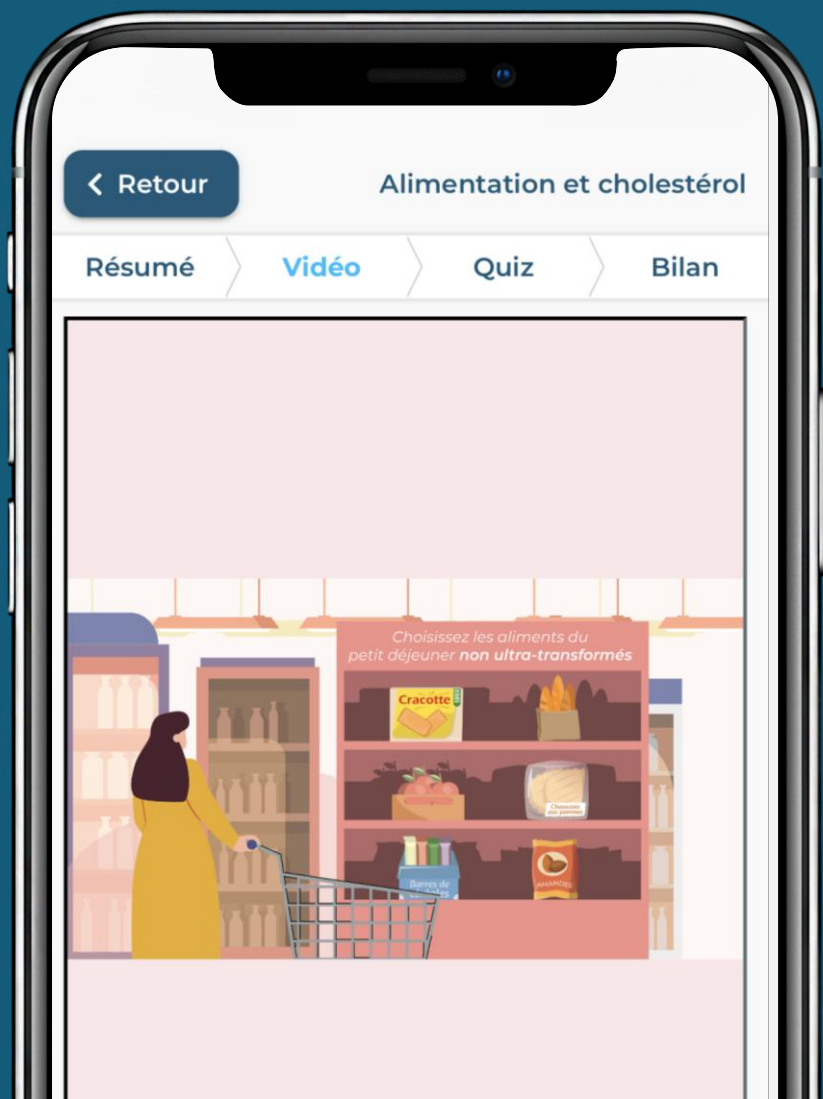 Retour
Alimentation et cholestérol
Résumé
Vidéo
Quiz
Bilan
Choisissez les aliments du
petit déjeuner non ultra-transformés
Cracotte
Chaussons
aux pommes
Barres de
céréales
AMANDES